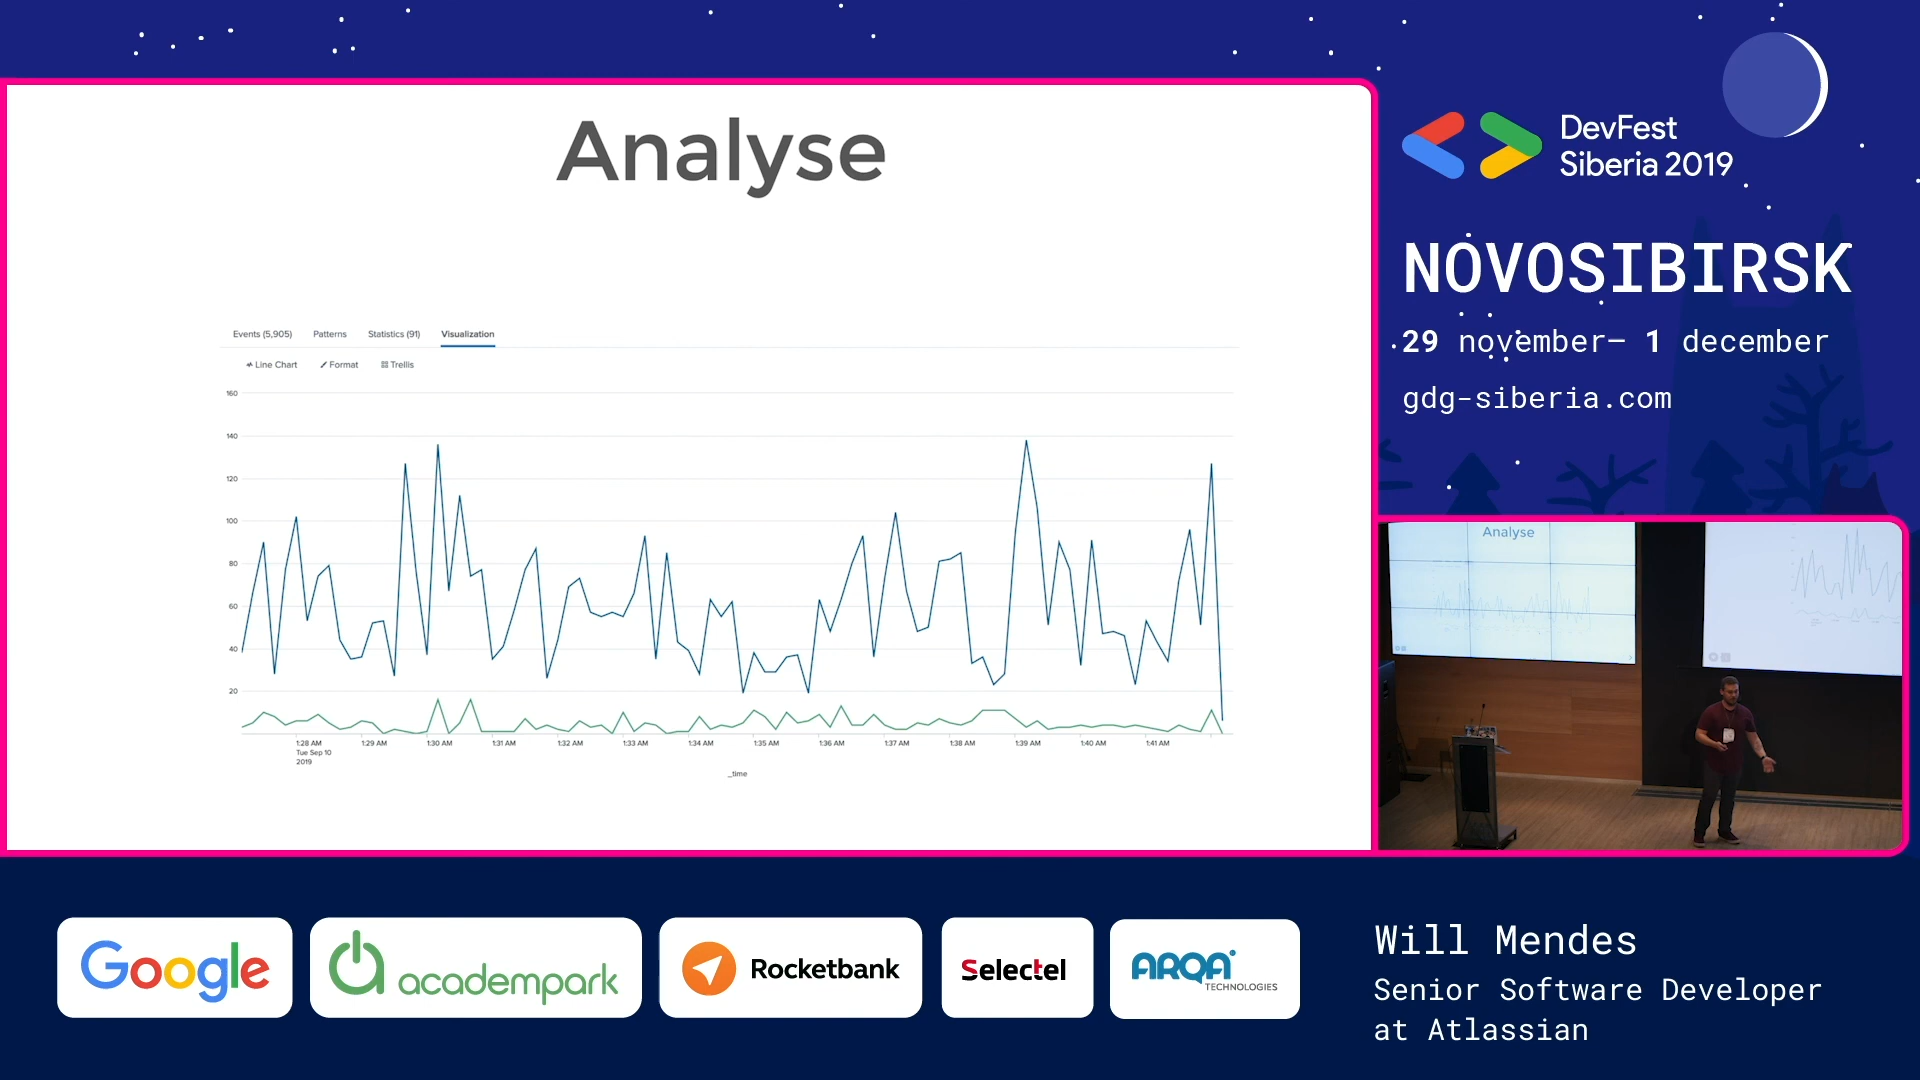 Analyse
Events (5,905) Patterns Statistics (91) Visualization
Line Chart Format Trellis
160
140
120
100
80
60
40
20
1:28 AM 1:29 AM 1:30 AM 1:31 AM 1:32 AM 1:33 AM 1:34 AM 1:35 AM 1:36 AM 1:37 AM 1:38 AM 1:39 AM 1:40 AM 1:41 AM
Tue Sep 10
2019
_time
DevFest
Siberia 2019
NOVOSIBIRSK
29 november– 1 december
gdg-siberia.com
Analyse
Google
academpark
Rocketbank
Selectel
ARQA
TECHNOLOGIES
Will Mendes
Senior Software Developer
at Atlassian